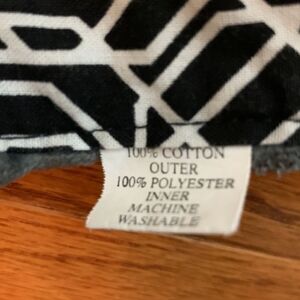 100% COTTON
OUTER
100% POLYESTER
INNER
MACHINE
WASHABLE